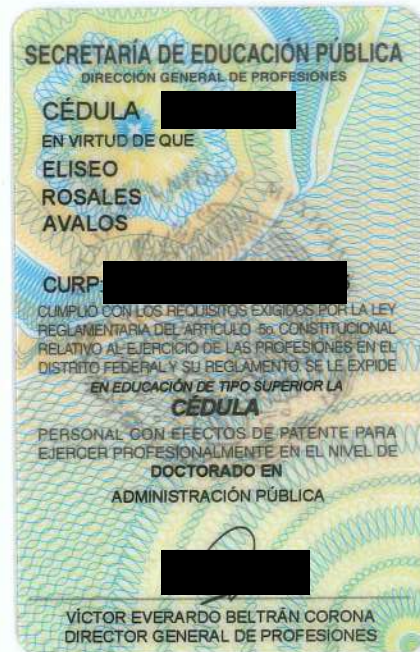 SECRETARÍA DE EDUCACIÓN PÚBLICA
DIRECCIÓN GENERAL DE PROFESIONES
CÉDULA
EN VIRTUD DE QUE
ELISEO
ROSALES
AVALOS
CURP:
CUMPLIÓ CON LOS REQUISITOS EXIGIDOS POR LA LEY
REGLAMENTARIA DEL ARTÍCULO 5o. CONSTITUCIONAL
RELATIVO AL EJERCICIO DE LAS PROFESIONES EN EL
DISTRITO FEDERAL Y SU REGLAMENTO, SE LE EXPIDE
EN EDUCACIÓN DE TIPO SUPERIOR LA
CÉDULA
PERSONAL CON EFECTOS DE PATENTE PARA
EJERCER PROFESIONALMENTE EN EL NIVEL DE
DOCTORADO EN
ADMINISTRACIÓN PÚBLICA
VÍCTOR EVERARDO BELTRÁN CORONA
DIRECTOR GENERAL DE PROFESIONES